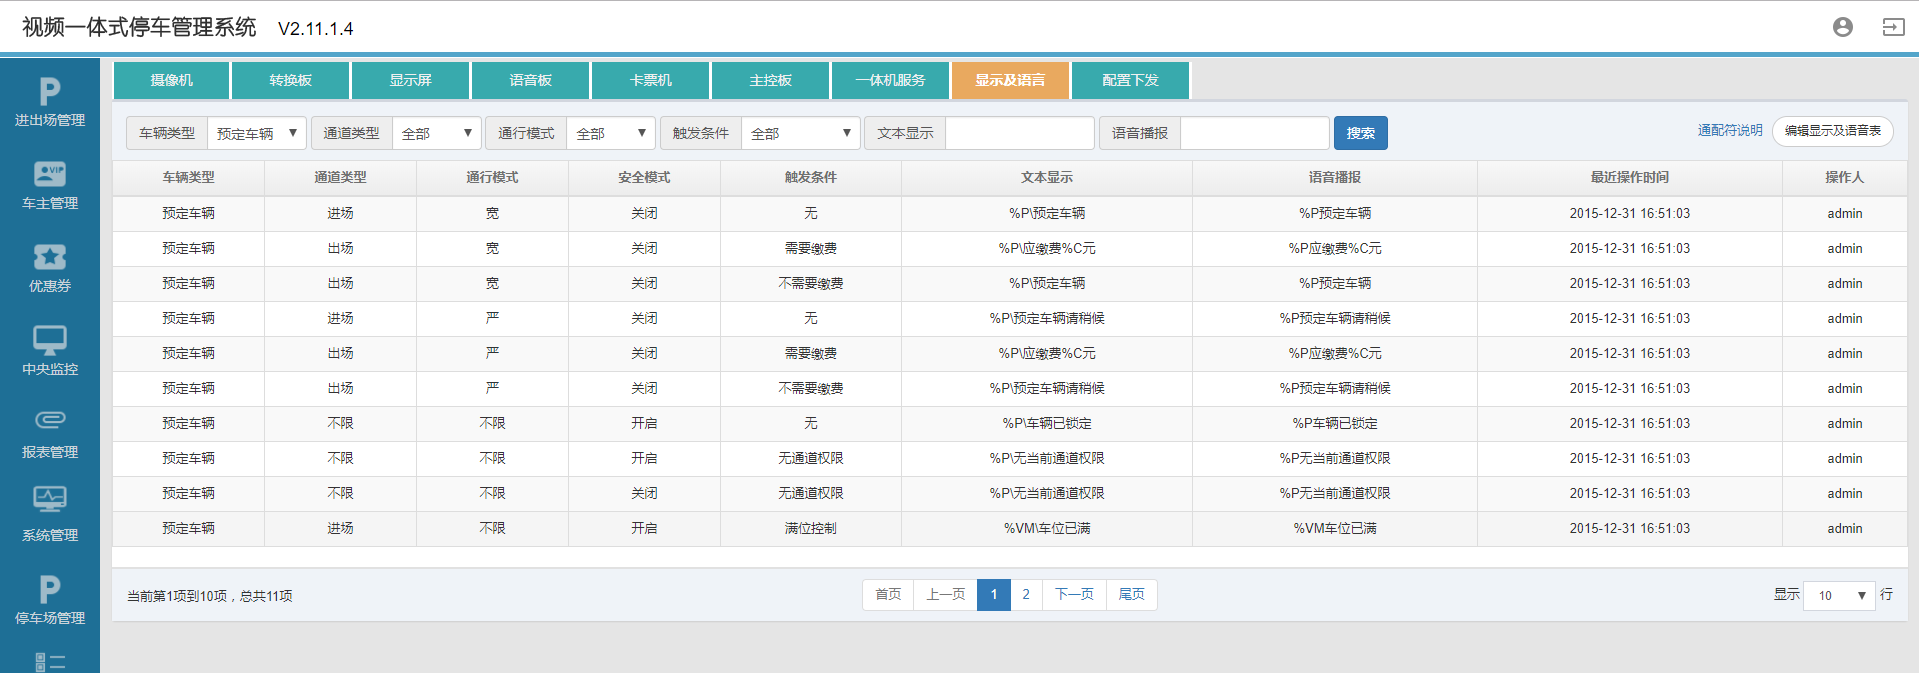 视频一体式停车管理系统 V2.11.1.4
进出场管理
车主管理
VIP
优惠券
中央监控
报表管理
系统管理
停车场管理
摄像机 转换板 显示屏 语音板 卡票机 主控板 一体机服务 显示及语言 配置下发
车辆类型 预定车辆 通道类型 全部 通行模式 全部 触发条件 全部 文本显示 语音播报 搜索 通配符说明 编辑显示及语音表
车辆类型 通道类型 通行模式 安全模式 触发条件 文本显示 语音播报 最近操作时间 操作人
预定车辆 进场 宽 关闭 无 %P\预定车辆 %P预定车辆 2015-12-31 16:51:03 admin
预定车辆 出场 宽 关闭 需要缴费 %P\应缴费%C元 %P应缴费%C元 2015-12-31 16:51:03 admin
预定车辆 出场 宽 关闭 不需要缴费 %P\预定车辆 %P预定车辆 2015-12-31 16:51:03 admin
预定车辆 进场 严 关闭 无 %P\预定车辆请稍候 %P预定车辆请稍候 2015-12-31 16:51:03 admin
预定车辆 出场 严 关闭 需要缴费 %P\应缴费%C元 %P应缴费%C元 2015-12-31 16:51:03 admin
预定车辆 出场 严 关闭 不需要缴费 %P\预定车辆请稍候 %P预定车辆请稍候 2015-12-31 16:51:03 admin
预定车辆 不限 不限 开启 无 %P\车辆已锁定 %P车辆已锁定 2015-12-31 16:51:03 admin
预定车辆 不限 不限 开启 无通道权限 %P\无当前通道权限 %P无当前通道权限 2015-12-31 16:51:03 admin
预定车辆 不限 不限 关闭 无通道权限 %P\无当前通道权限 %P无当前通道权限 2015-12-31 16:51:03 admin
预定车辆 进场 不限 开启 满位控制 %VM\车位已满 %VM车位已满 2015-12-31 16:51:03 admin
当前第1项到10项，总共11项 首页 上一页 1 2 下一页 尾页 显示 10 行